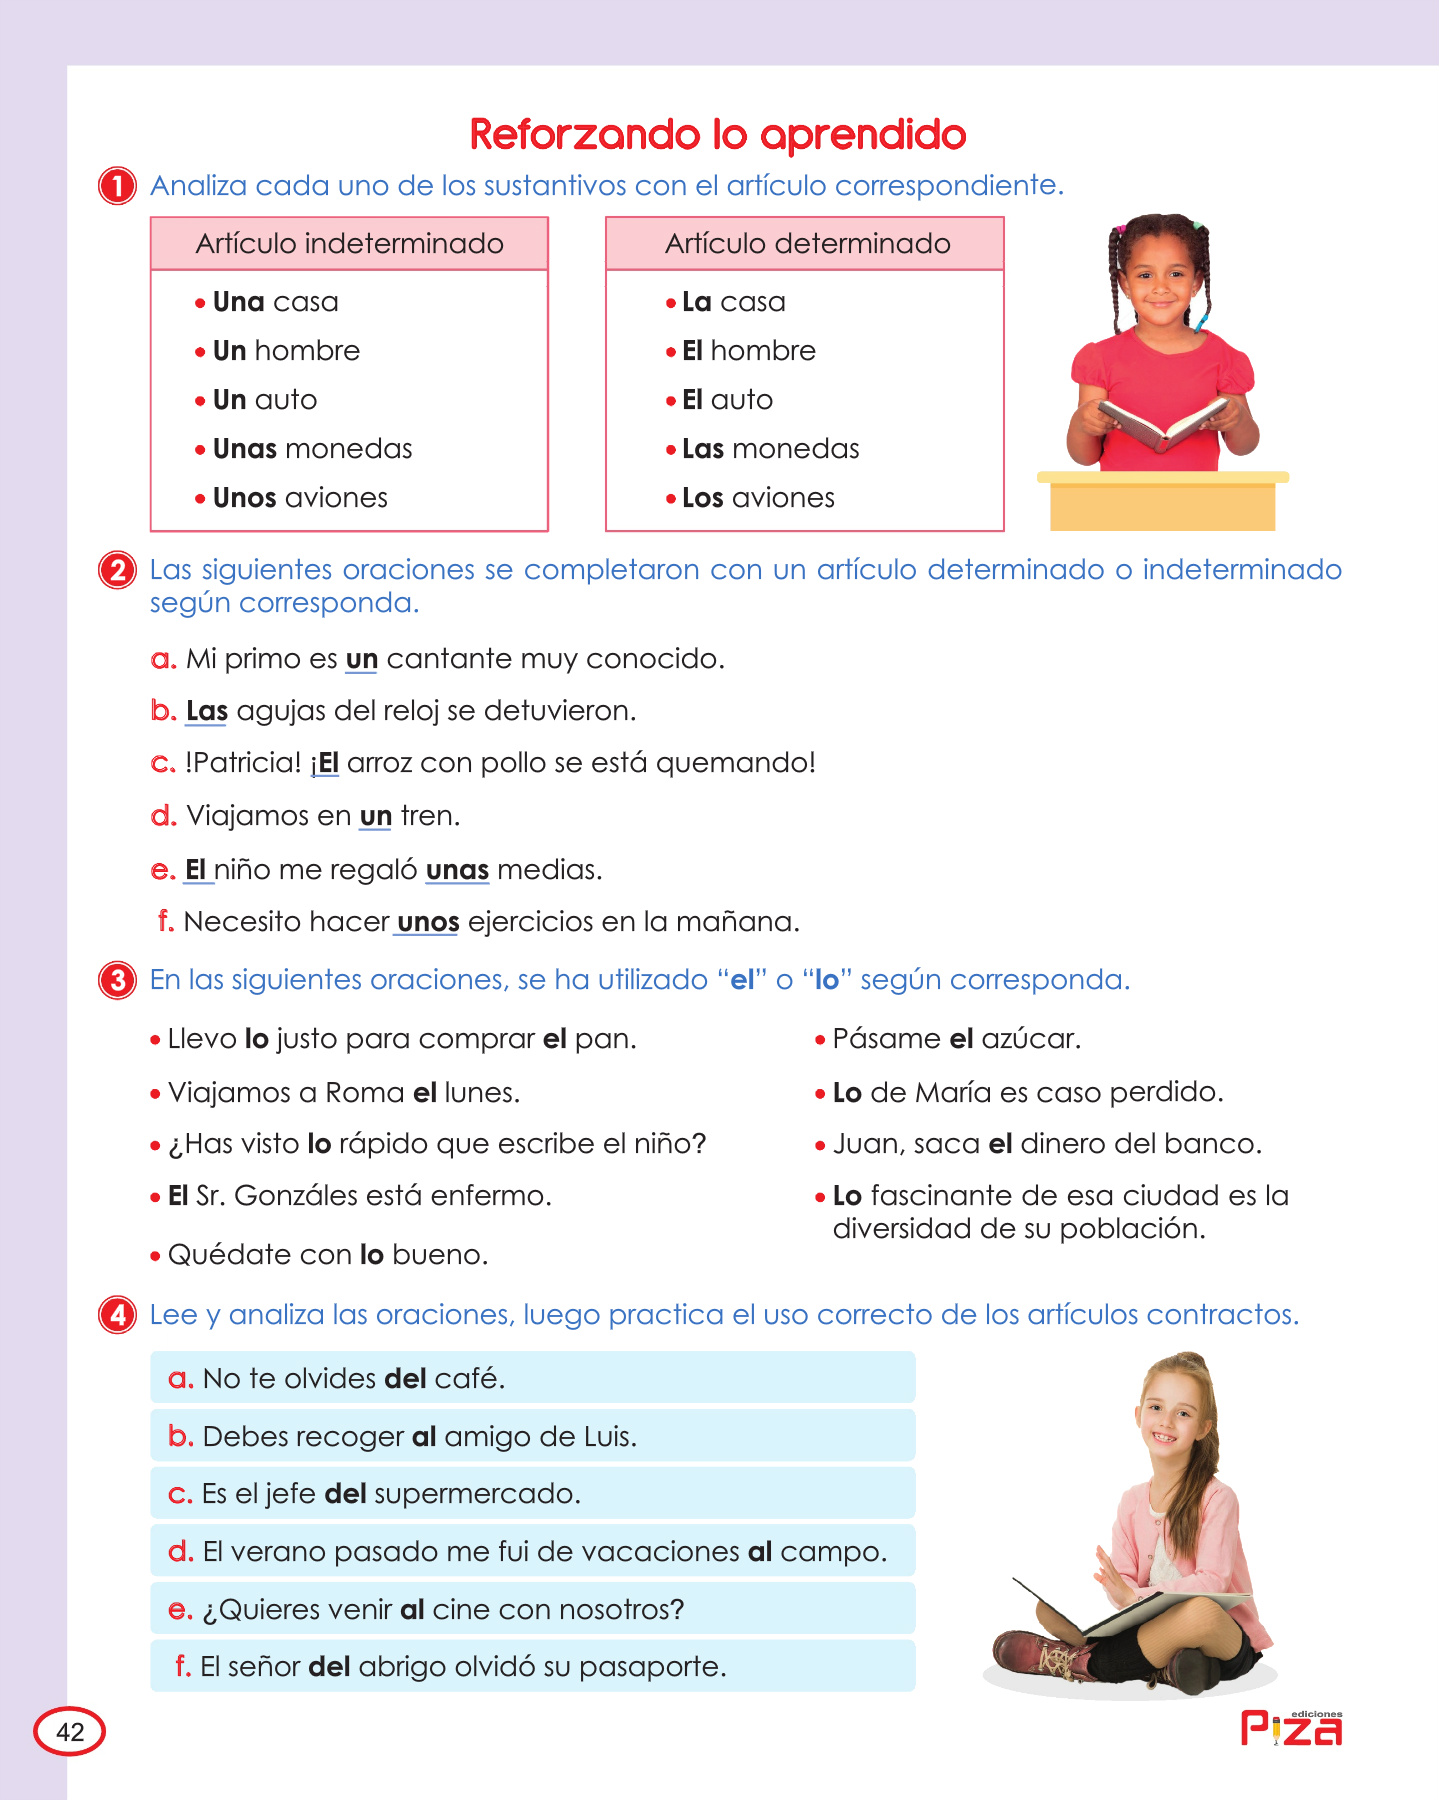 Reforzando lo aprendido
1 Analiza cada uno de los sustantivos con el artículo correspondiente.
Artículo indeterminado
• Una casa
• Un hombre
• Un auto
• Unas monedas
• Unos aviones
Artículo determinado
• La casa
• El hombre
• El auto
• Las monedas
• Los aviones
2 Las siguientes oraciones se completaron con un artículo determinado o indeterminado
según corresponda.
a. Mi primo es un cantante muy conocido.
b. Las agujas del reloj se detuvieron.
c. !Patricia! ¡El arroz con pollo se está quemando!
d. Viajamos en un tren.
e. El niño me regaló unas medias.
f. Necesito hacer unos ejercicios en la mañana.
3 En las siguientes oraciones, se ha utilizado “el” o “lo” según corresponda.
• Llevo lo justo para comprar el pan.
• Viajamos a Roma el lunes.
• ¿Has visto lo rápido que escribe el niño?
• El Sr. Gonzáles está enfermo.
• Quédate con lo bueno.
• Pásame el azúcar.
• Lo de María es caso perdido.
• Juan, saca el dinero del banco.
• Lo fascinante de esa ciudad es la
diversidad de su población.
4 Lee y analiza las oraciones, luego practica el uso correcto de los artículos contractos.
a. No te olvides del café.
b. Debes recoger al amigo de Luis.
c. Es el jefe del supermercado.
d. El verano pasado me fui de vacaciones al campo.
e. ¿Quieres venir al cine con nosotros?
f. El señor del abrigo olvidó su pasaporte.
42
ediciones
Piza